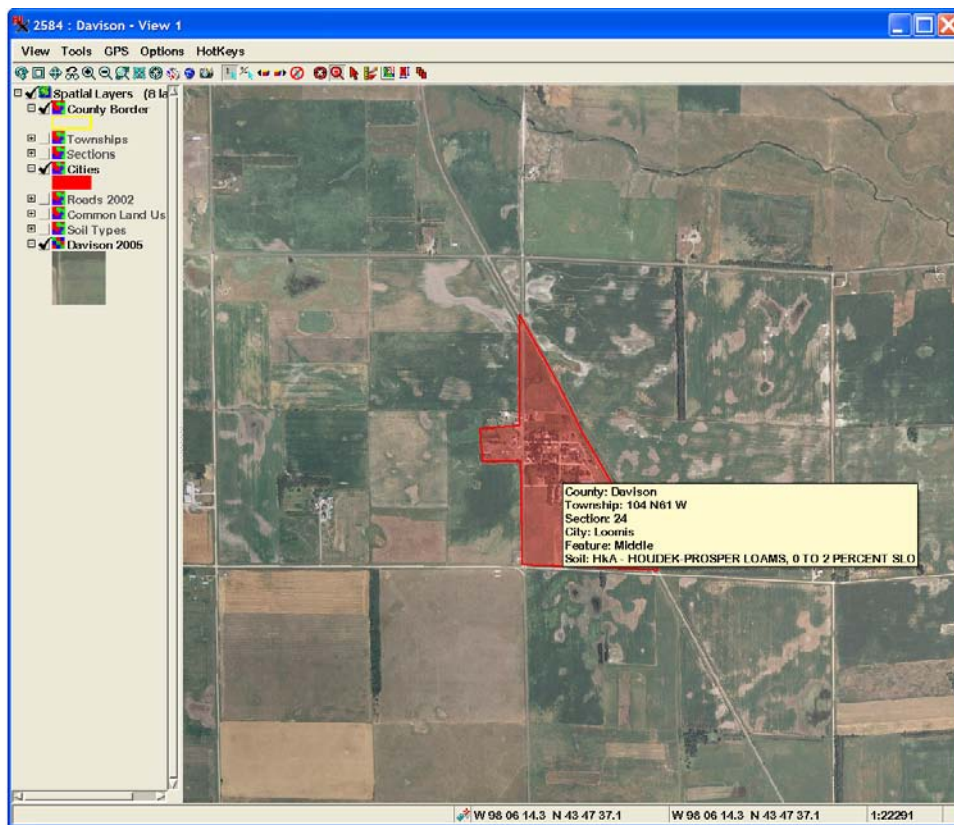 2584 : Davison - View 1
View Tools GPS Options HotKeys
Spatial Layers (8 la
County Border
Townships
Sections
Cities
Roads 2002
Common Land Us
Soil Types
Davison 2005
County: Davison
Township: 104 N61 W
Section: 24
City: Loomis
Feature: Middle
Soil: HkA - HOUDEK-PROSPER LOAMS, 0 TO 2 PERCENT SLO
W 98 06 14.3 N 43 47 37.1 W 98 06 14.3 N 43 47 37.1 1:22291